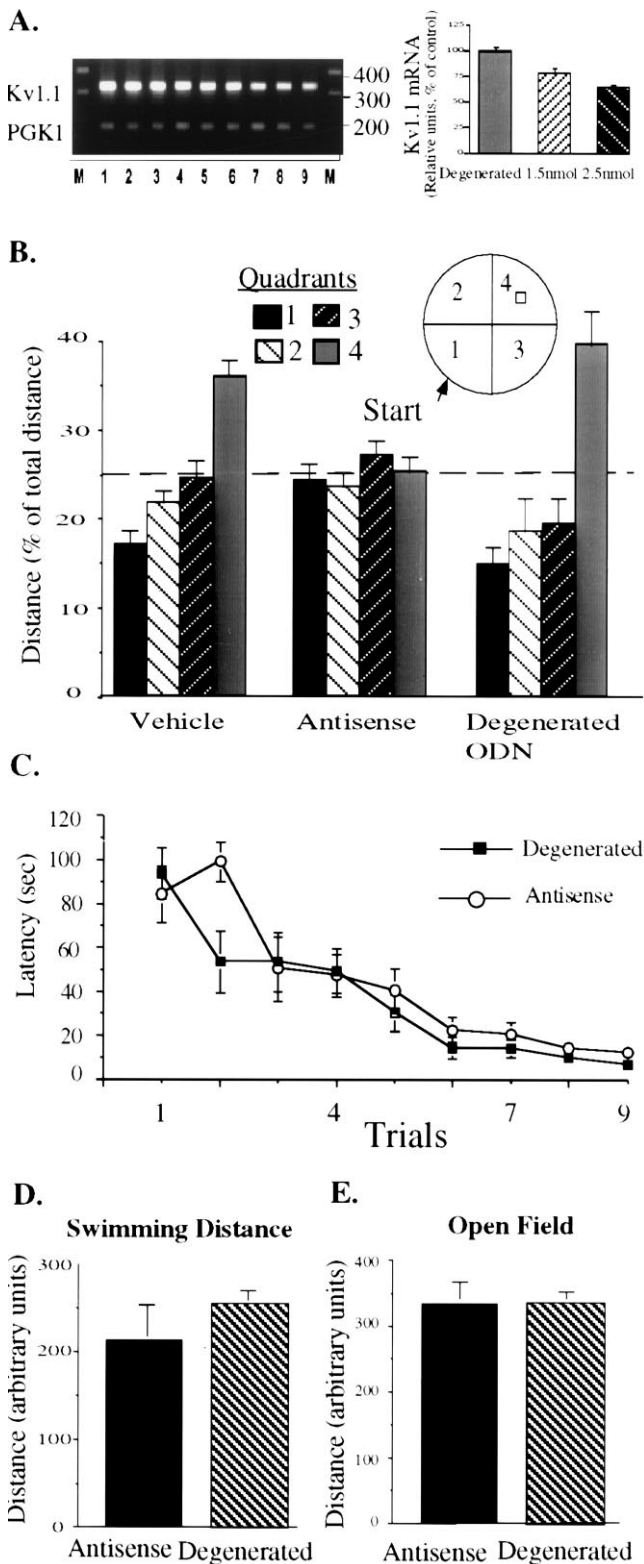 A.
Kv1.1
PGK1
400
300
200
M 1 2 3 4 5 6 7 8 9 M
Kv1.1 mRNA
(Relative units, % of control)
125
100
75
50
25
0
Degenerated 1.5nmol 2.5nmol
B.
Quadrants
1 3
2 4
2 4
1 3
Start
Distance (% of total distance)
40
30
20
10
0
Vehicle Antisense Degenerated
ODN
C.
Latency (sec)
120
100
80
60
40
20
0
Degenerated
Antisense
1 4 7 9
Trials
D.
Swimming Distance
Distance (arbitrary units)
300
200
100
0
Antisense Degenerated
E.
Open Field
Distance (arbitrary units)
400
300
200
100
0
Antisense Degenerated